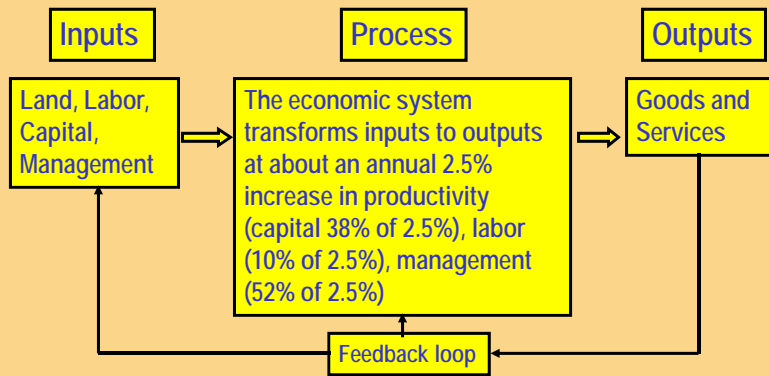 Inputs
Process
Outputs
Land, Labor,
Capital,
Management
The economic system
transforms inputs to outputs
at about an annual 2.5%
increase in productivity
(capital 38% of 2.5%), labor
(10% of 2.5%), management
(52% of 2.5%)
Goods and
Services
Feedback loop